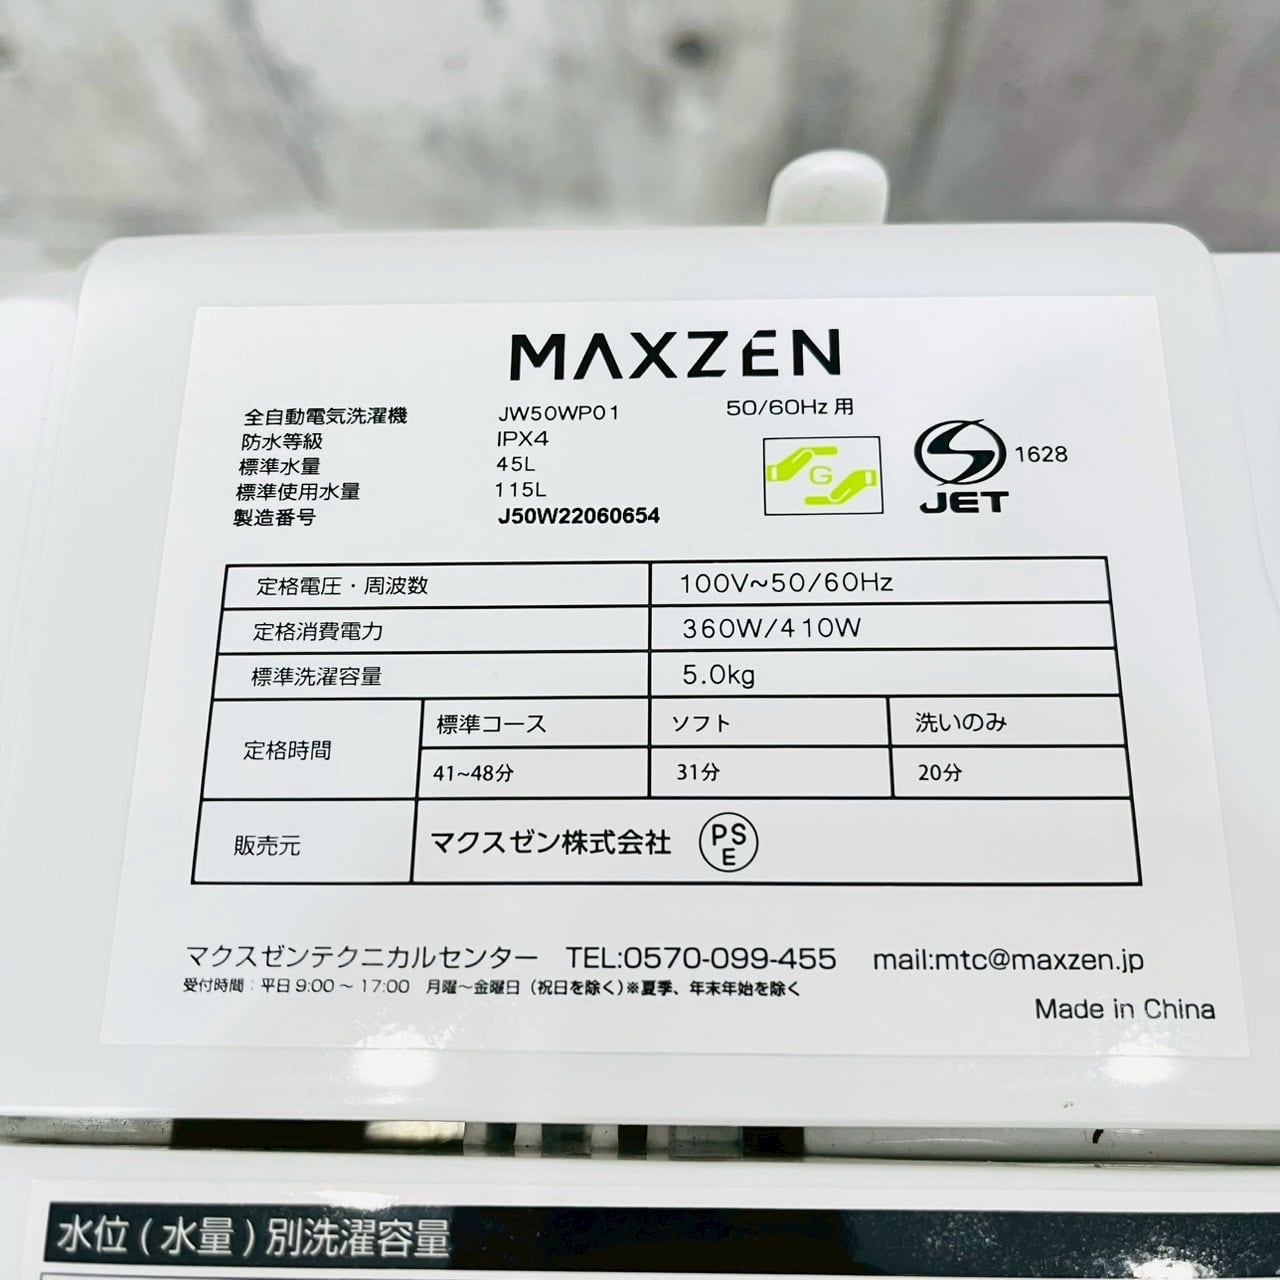 MAXZEN
全自動電気洗濯機 JW50WP01 50/60Hz 用
防水等級 IPX4
標準水量 45L
標準使用水量 115L
製造番号 J50W22060654
G
S
JET
1628
定格電圧・周波数 100V~50/60Hz
定格消費電力 360W/410W
標準洗濯容量 5.0kg
定格時間 標準コース ソフト 洗いのみ
41~48分 31分 20分
販売元 マクスゼン株式会社 PSE
マクスゼンテクニカルセンター TEL:0570-099-455 mail:mtc@maxzen.jp
受付時間:平日9:00～17:00 月曜～金曜日(祝日を除く)※夏季、年末年始を除く
Made in China
水位(水量)別洗濯容量